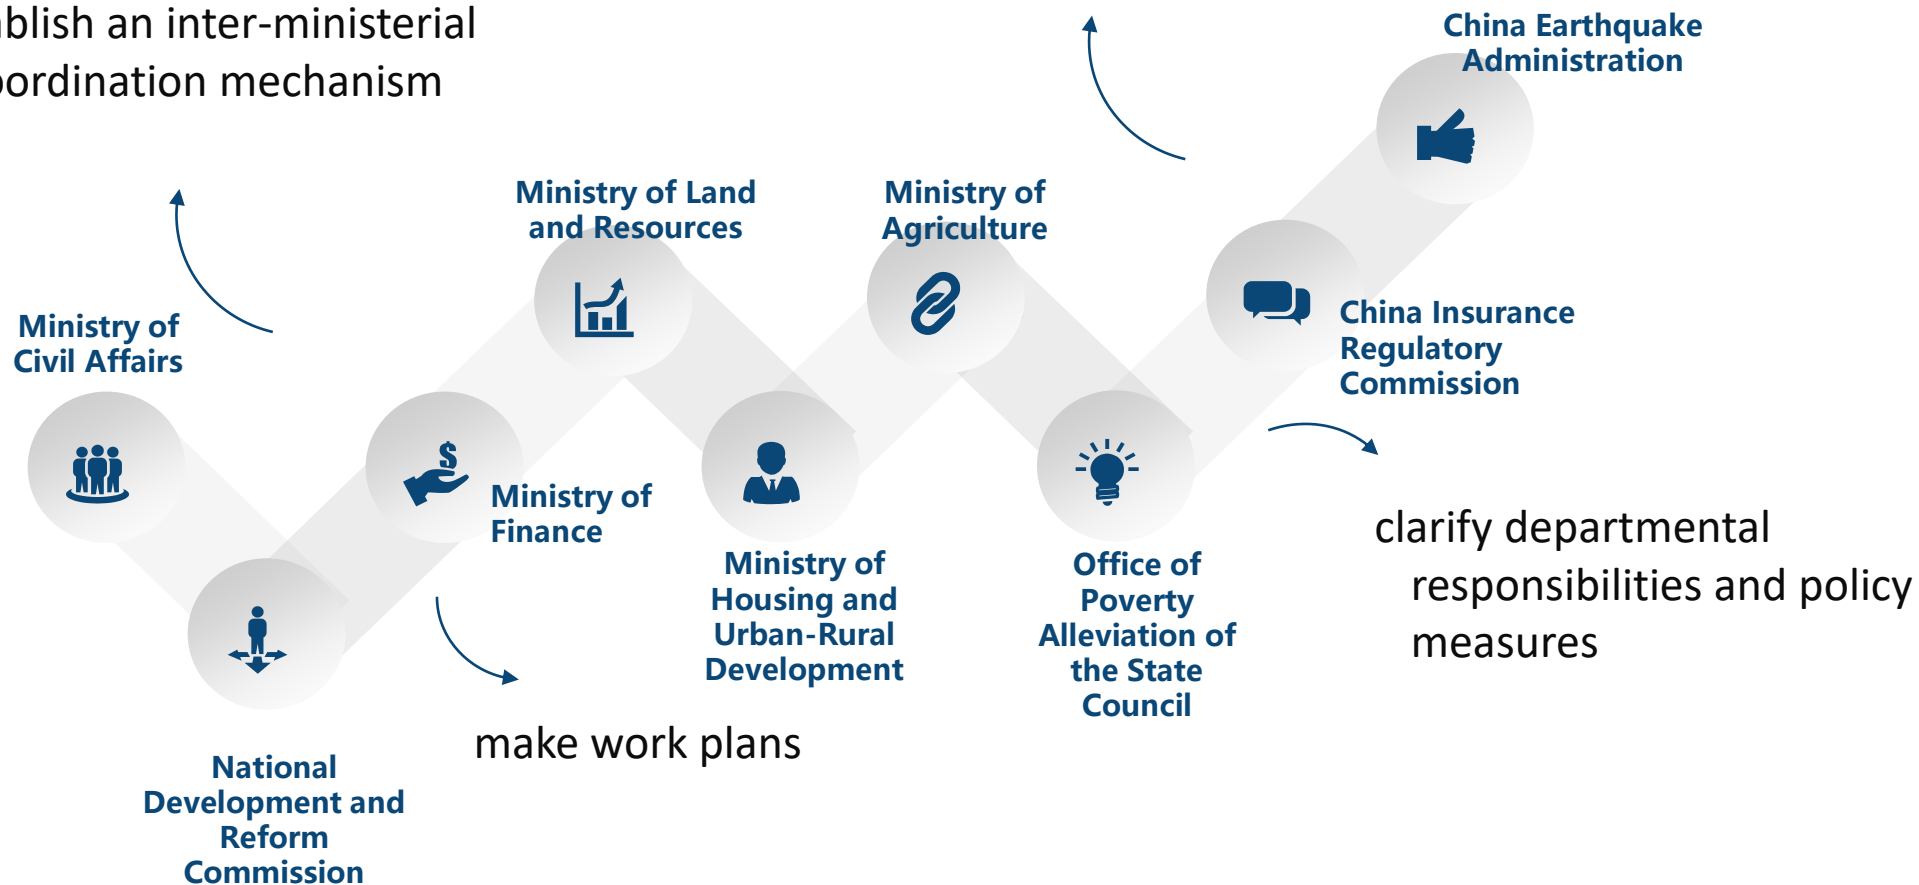 ablish an inter-ministerial
ordination mechanism
China Earthquake
Administration
Ministry of Land
and Resources
Ministry of
Agriculture
Ministry of
Civil Affairs
China Insurance
Regulatory
Commission
Ministry of
Finance
clarify departmental
responsibilities and policy
measures
Ministry of
Housing and
Urban-Rural
Development
Office of
Poverty
Alleviation of
the State
Council
make work plans
National
Development and
Reform
Commission